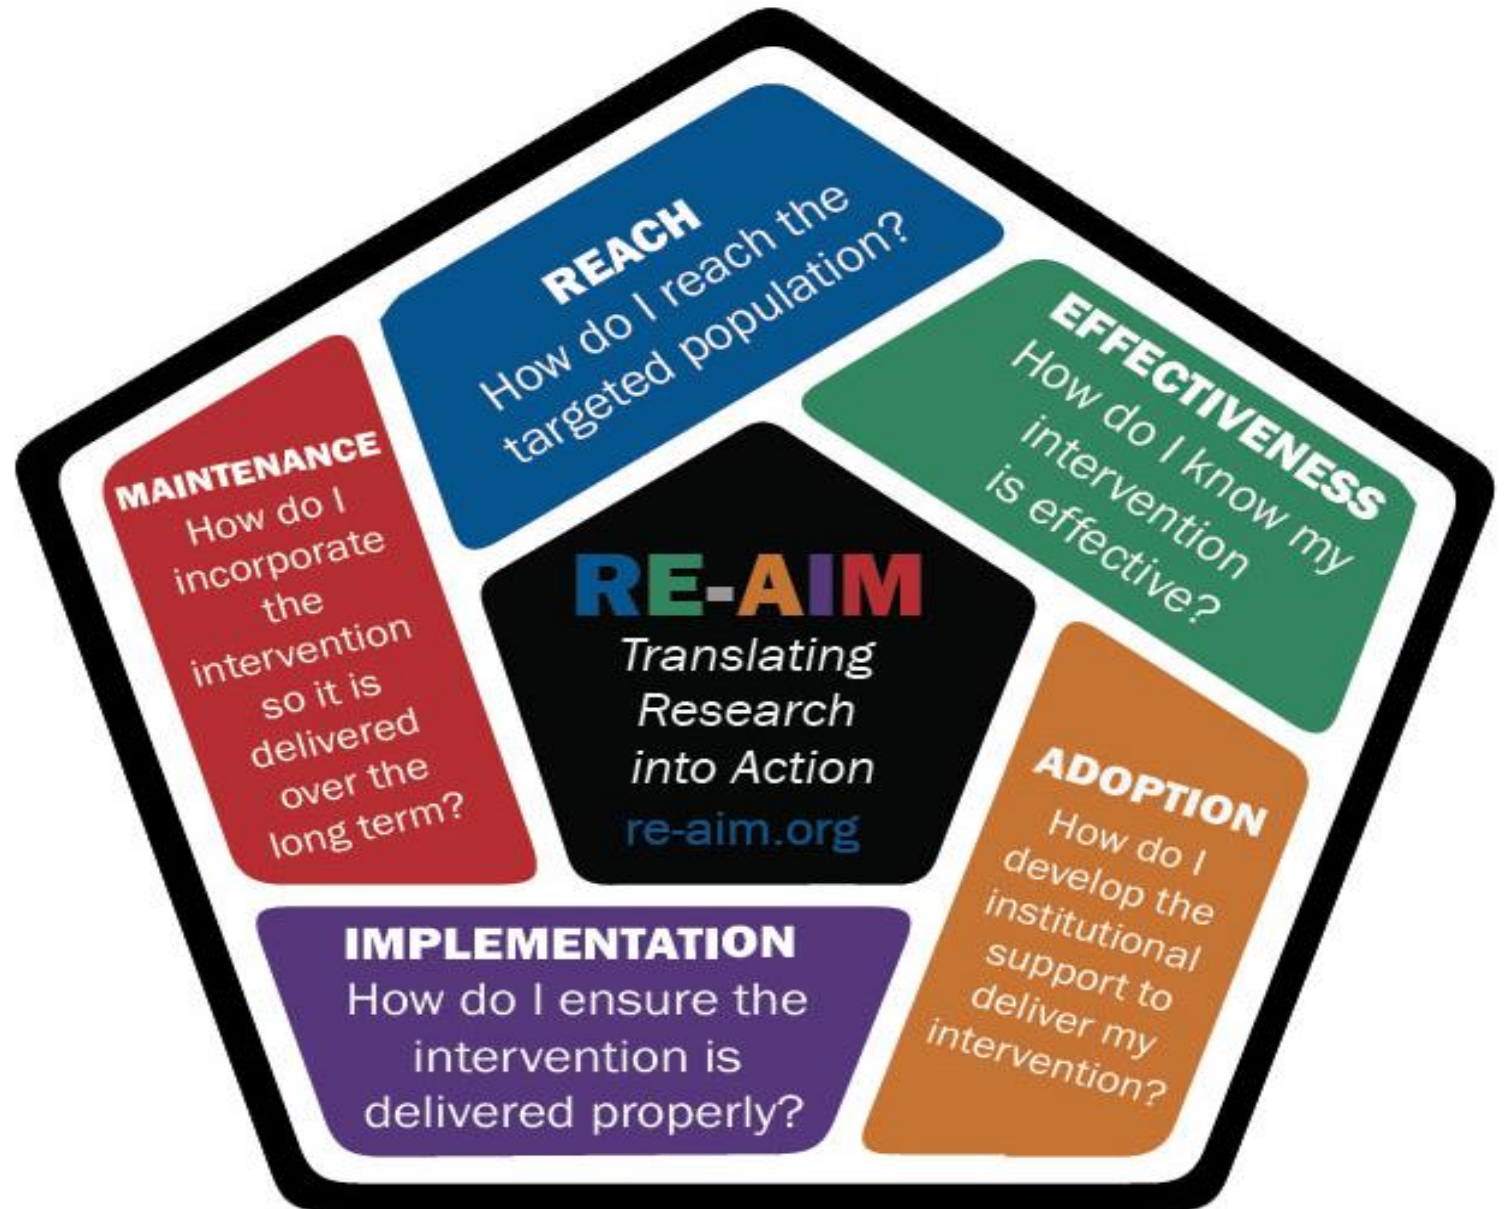 REACH
How do I reach the
targeted population?
EFFECTIVENESS
How do I know my
intervention
is effective?
ADOPTION
How do I
develop the
institutional
support to
deliver my
intervention?
IMPLEMENTATION
How do I ensure the
intervention is
delivered properly?
MAINTENANCE
How do I
incorporate
the
intervention
so it is
delivered
over the
long term?
RE-AIM
Translating
Research
into Action
re-aim.org